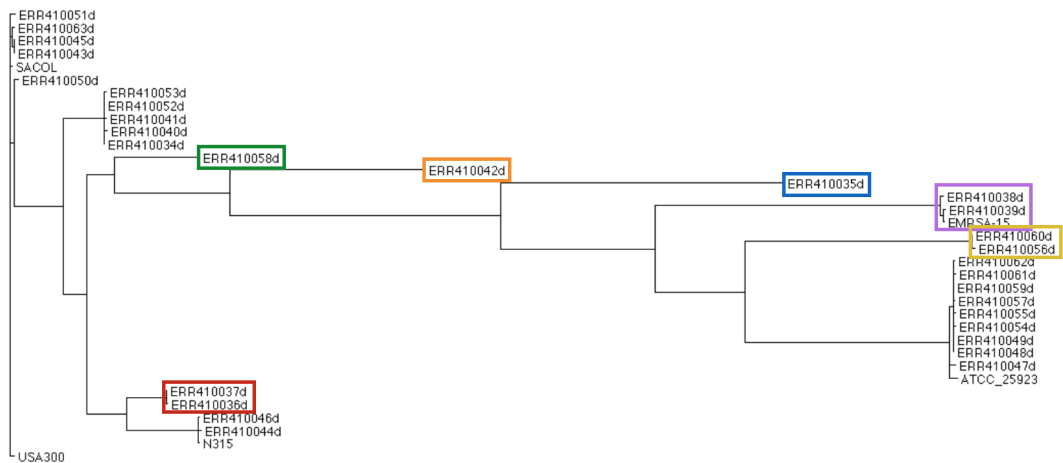 ERR410051d
ERR410063d
ERR410045d
ERR410043d
SACOL
ERR410050d
ERR410053d
ERR410052d
ERR410041d
ERR410040d
ERR410034d
ERR410058d
ERR410042d
ERR410035d
ERR410038d
ERR410039d
EMRSA-15
ERR410060d
ERR410056d
ERR410062d
ERR410061d
ERR410059d
ERR410057d
ERR410055d
ERR410054d
ERR410049d
ERR410048d
ERR410047d
ATCC_25923
ERR410037d
ERR410036d
ERR410046d
ERR410044d
N315
USA300